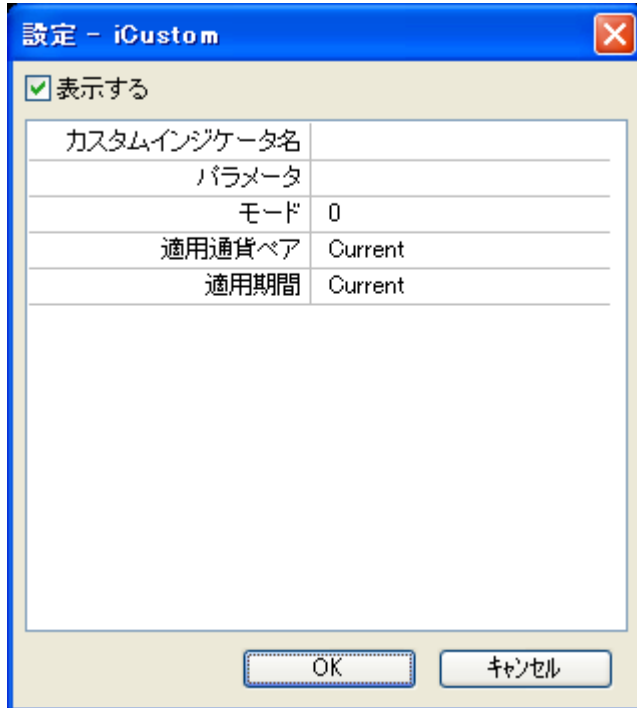 設定 - iCustom
表示する
カスタムインジケータ名
パラメータ
モード 0
適用通貨ペア Current
適用期間 Current
OK キャンセル